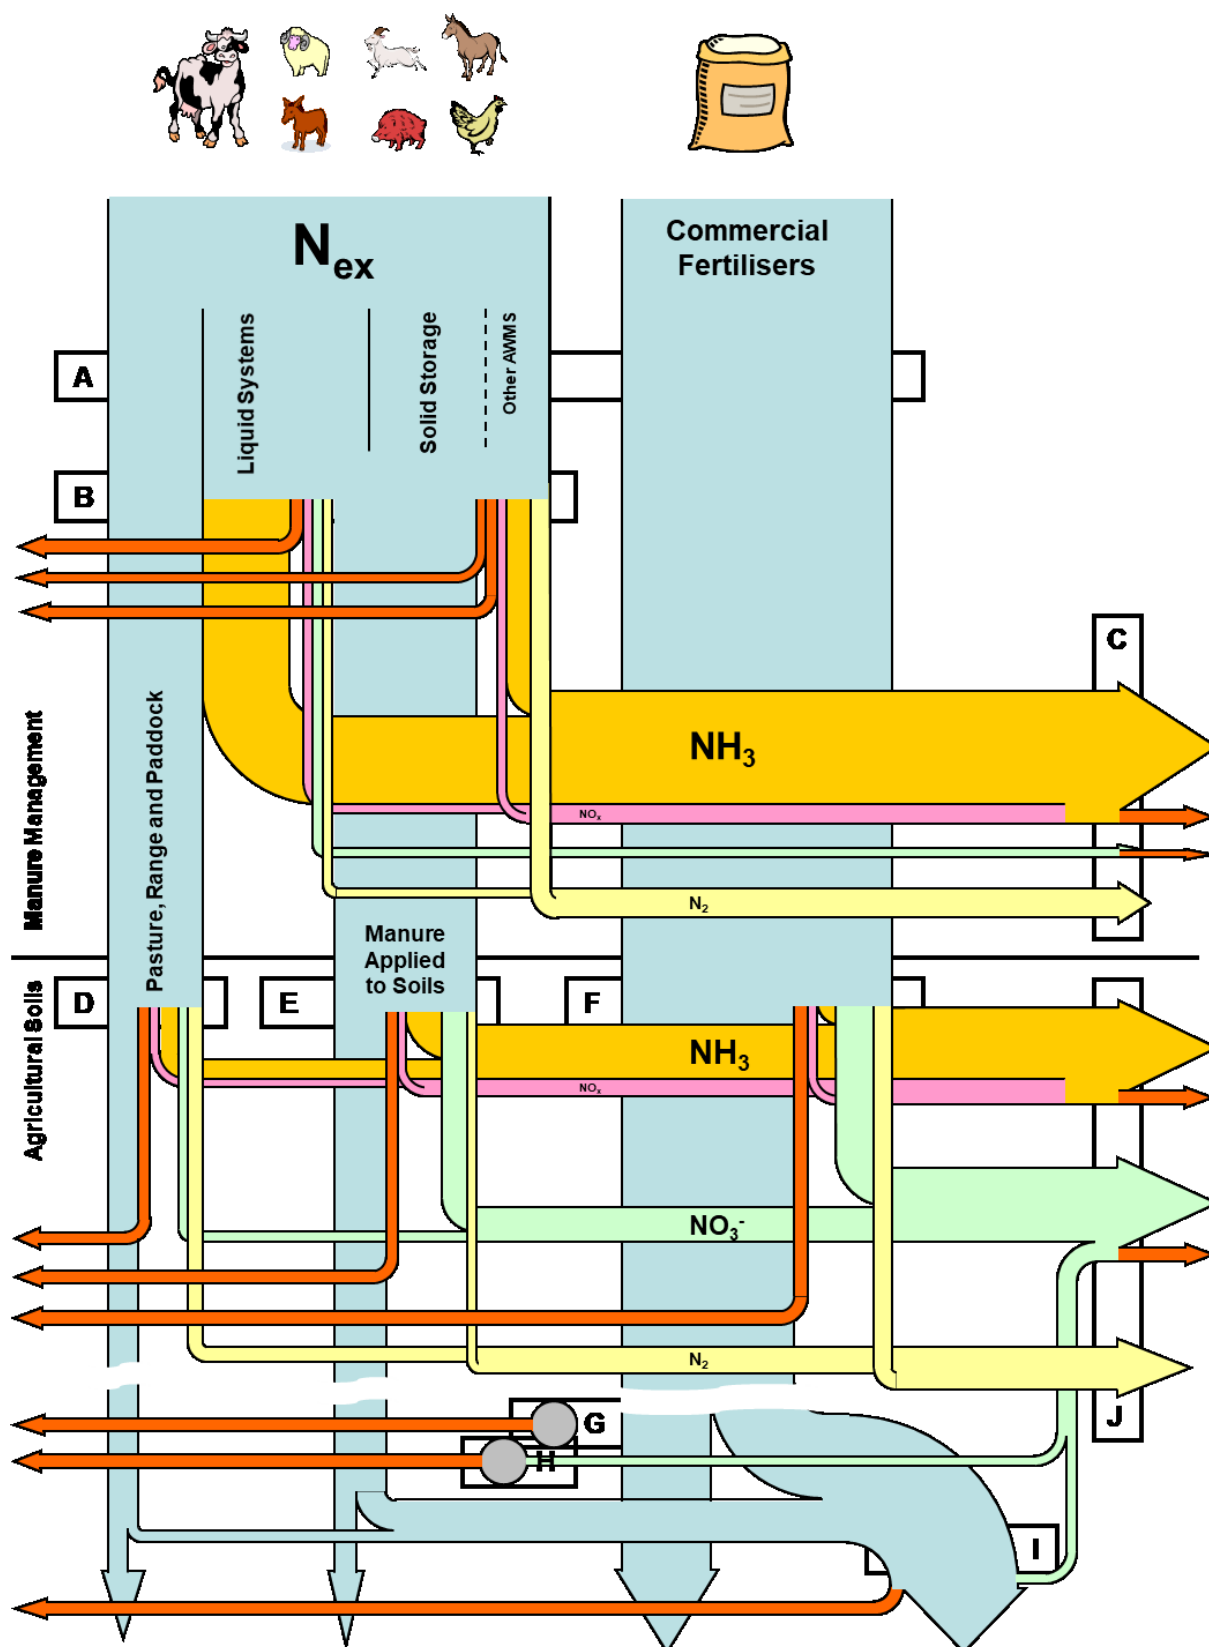 N_ex
Commercial
Fertilisers
Liquid Systems
Solid Storage
Other AWMS
A
B
C
Manure Management
Pasture, Range and Paddock
NH₃
NOₓ
N₂
Manure
Applied
to Soils
Agricultural Soils
D
E
F
NH₃
NOₓ
NO₃⁻
N₂
G
J
H
I